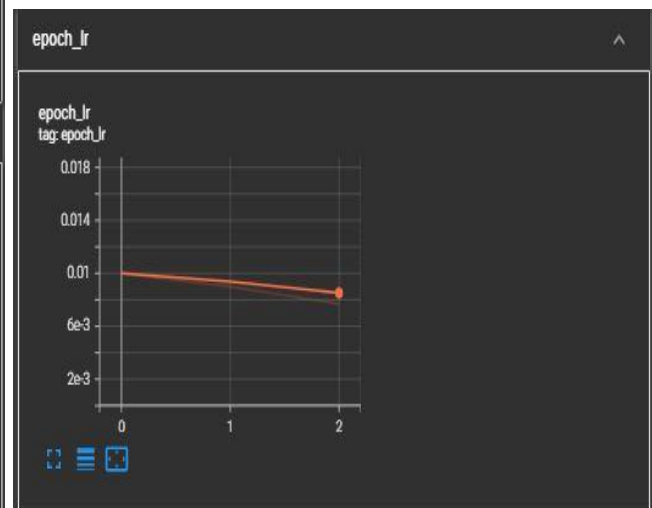 epoch_lr
epoch_lr
tag: epoch_lr
0.018
0.014
0.01
6e-3
2e-3
0 1 2